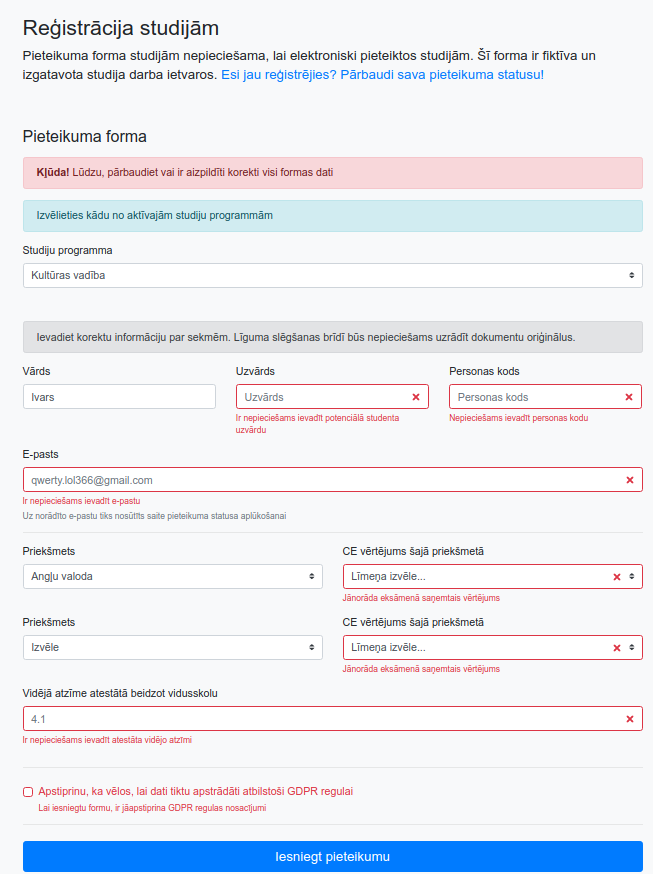 Reģistrācija studijām
Pieteikuma forma studijām nepieciešama, lai elektroniski pieteiktos studijām. Šī forma ir fiktīva un
izgatavota studija darba ietvaros. Esi jau reģistrējies? Pārbaudi sava pieteikuma statusu!
Pieteikuma forma
Kļūda! Lūdzu, pārbaudiet vai ir aizpildīti korekti visi formas dati
Izvēlieties kādu no aktīvajām studiju programmām
Studiju programma
Kultūras vadība
Ievadiet korektu informāciju par sekmēm. Līguma slēgšanas brīdī būs nepieciešams uzrādīt dokumentu oriģinālus.
Vārds Uzvārds Personas kods
Ivars Uzvārds Personas kods
Ir nepieciešams ievadīt potenciālā studenta Nepieciešams ievadīt personas kodu
uzvārdu
E-pasts
qwerty.lol366@gmail.com
Ir nepieciešams ievadīt e-pastu
Uz norādīto e-pastu tiks nosūtīts saite pieteikuma statusa aplūkošanai
Priekšmets CE vērtējums šajā priekšmetā
Angļu valoda Līmeņa izvēle...
Jānorāda eksāmenā saņemtais vērtējums
Priekšmets CE vērtējums šajā priekšmetā
Izvēle Līmeņa izvēle...
Jānorāda eksāmenā saņemtais vērtējums
Vidējā atzīme atestātā beidzot vidusskolu
4.1
Ir nepieciešams ievadīt atestāta vidējo atzīmi
Apstiprinu, ka vēlos, lai dati tiktu apstrādāti atbilstoši GDPR regulai
Lai iesniegtu formu, ir jāapstiprina GDPR regulas nosacījumi
Iesniegt pieteikumu